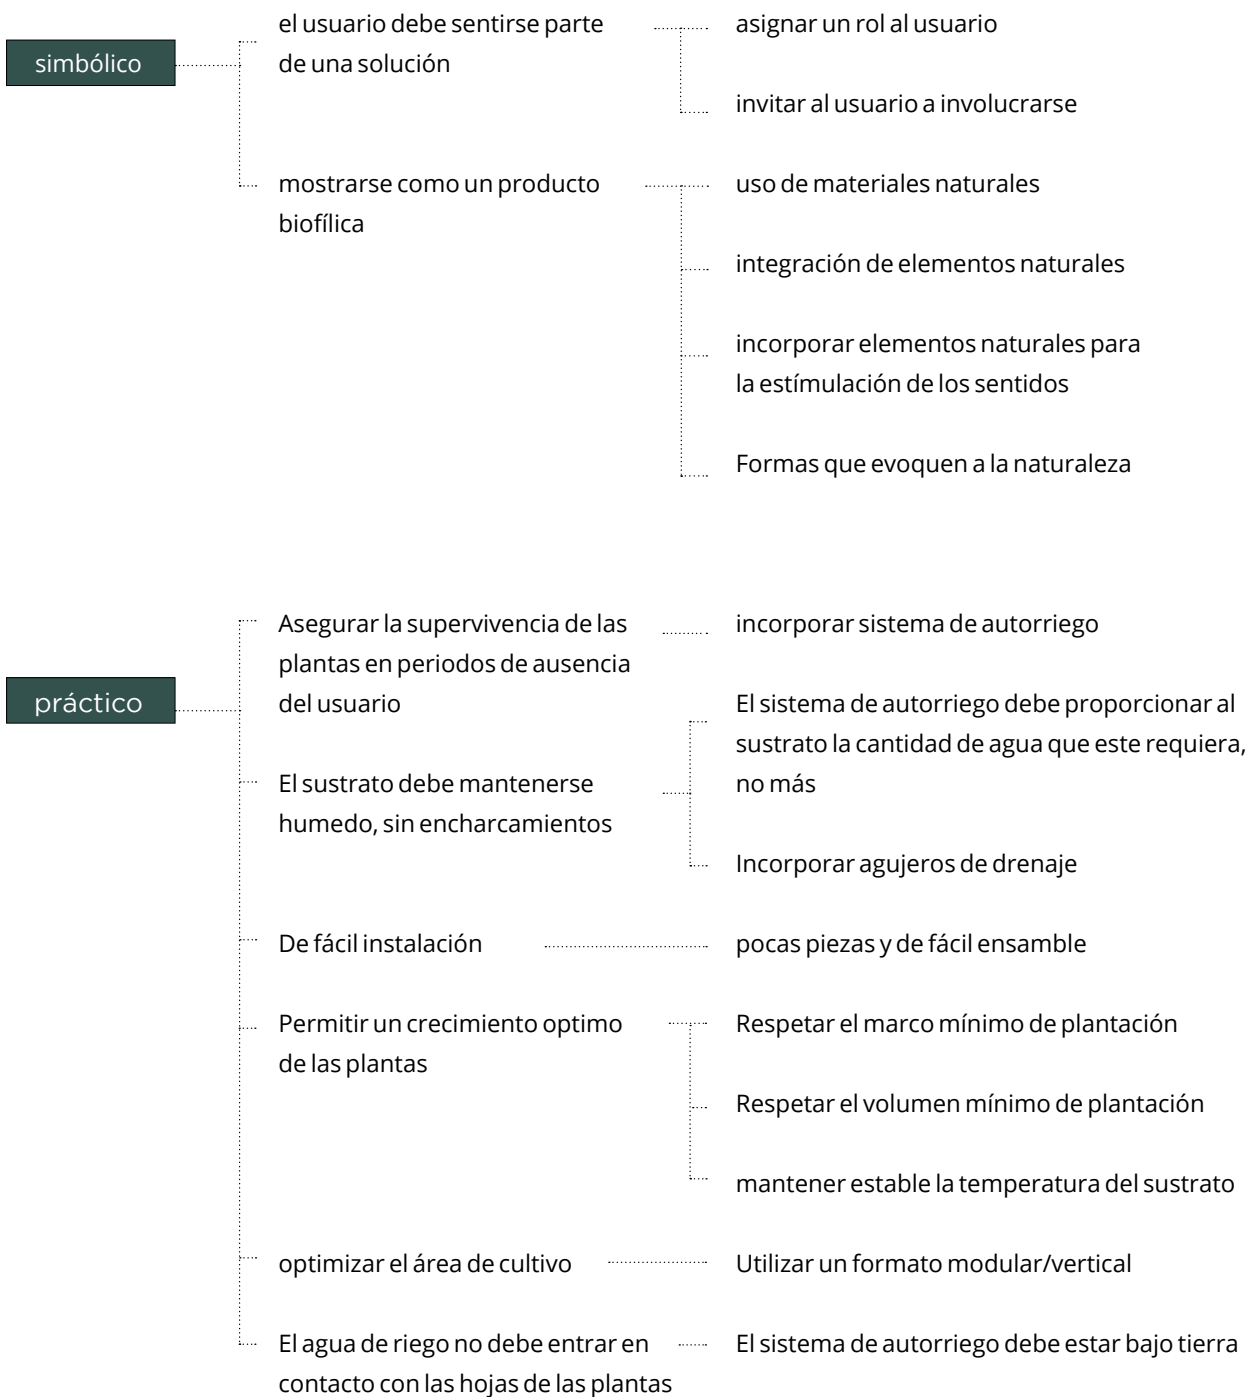 simbólico
el usuario debe sentirse parte
de una solución
asignar un rol al usuario
invitar al usuario a involucrarse
mostrarse como un producto
biofílica
uso de materiales naturales
integración de elementos naturales
incorporar elementos naturales para
la estímulación de los sentidos
Formas que evoquen a la naturaleza
práctico
Asegurar la supervivencia de las
plantas en periodos de ausencia
del usuario
incorporar sistema de autorriego
El sustrato debe mantenerse
humedo, sin encharcamientos
El sistema de autorriego debe proporcionar al
sustrato la cantidad de agua que este requiera,
no más
Incorporar agujeros de drenaje
De fácil instalación
pocas piezas y de fácil ensamble
Permitir un crecimiento optimo
de las plantas
Respetar el marco mínimo de plantación
Respetar el volumen mínimo de plantación
mantener estable la temperatura del sustrato
optimizar el área de cultivo
Utilizar un formato modular/vertical
El agua de riego no debe entrar en
contacto con las hojas de las plantas
El sistema de autorriego debe estar bajo tierra